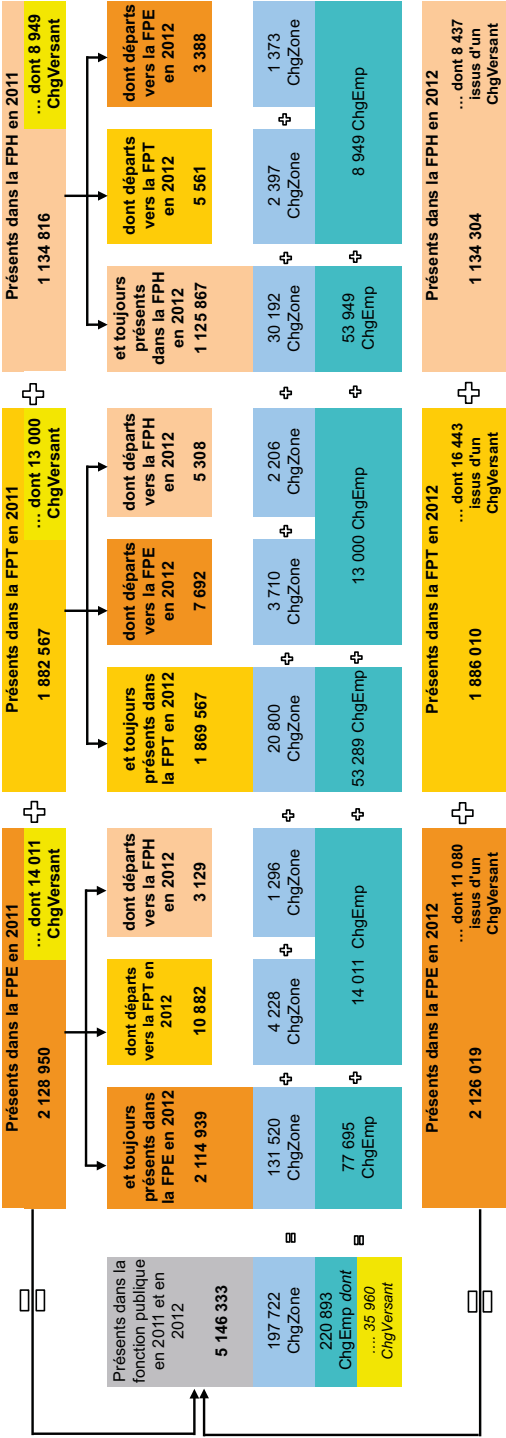 Présents dans la FPE en 2011
2 128 950
… dont 14 011
ChgVersant
Présents dans la FPT en 2011
1 882 567
… dont 13 000
ChgVersant
Présents dans la FPH en 2011
1 134 816
… dont 8 949
ChgVersant
Présents dans la
fonction publique
en 2011 et en
2012
5 146 333
et toujours
présents dans
la FPE en 2012
2 114 939
dont départs
vers la FPT en
2012
10 882
dont départs
vers la FPH
en 2012
3 129
et toujours
présents dans
la FPT en 2012
1 869 567
dont départs
vers la FPE
en 2012
7 692
dont départs
vers la FPH
en 2012
5 308
et toujours
présents
dans la FPH
en 2012
1 125 867
dont départs
vers la FPT
en 2012
5 561
dont départs
vers la FPE
en 2012
3 388
197 722
ChgZone
131 520
ChgZone
4 228
ChgZone
1 296
ChgZone
20 800
ChgZone
3 710
ChgZone
2 206
ChgZone
30 192
ChgZone
2 397
ChgZone
1 373
ChgZone
220 893
ChgEmp dont
…. 35 960
ChgVersant
77 695
ChgEmp
14 011 ChgEmp
53 289 ChgEmp
13 000 ChgEmp
53 949
ChgEmp
8 949 ChgEmp
Présents dans la FPE en 2012
2 126 019
… dont 11 080
issus d'un
ChgVersant
Présents dans la FPT en 2012
1 886 010
… dont 16 443
issus d'un
ChgVersant
Présents dans la FPH en 2012
1 134 304
… dont 8 437
issus d'un
ChgVersant